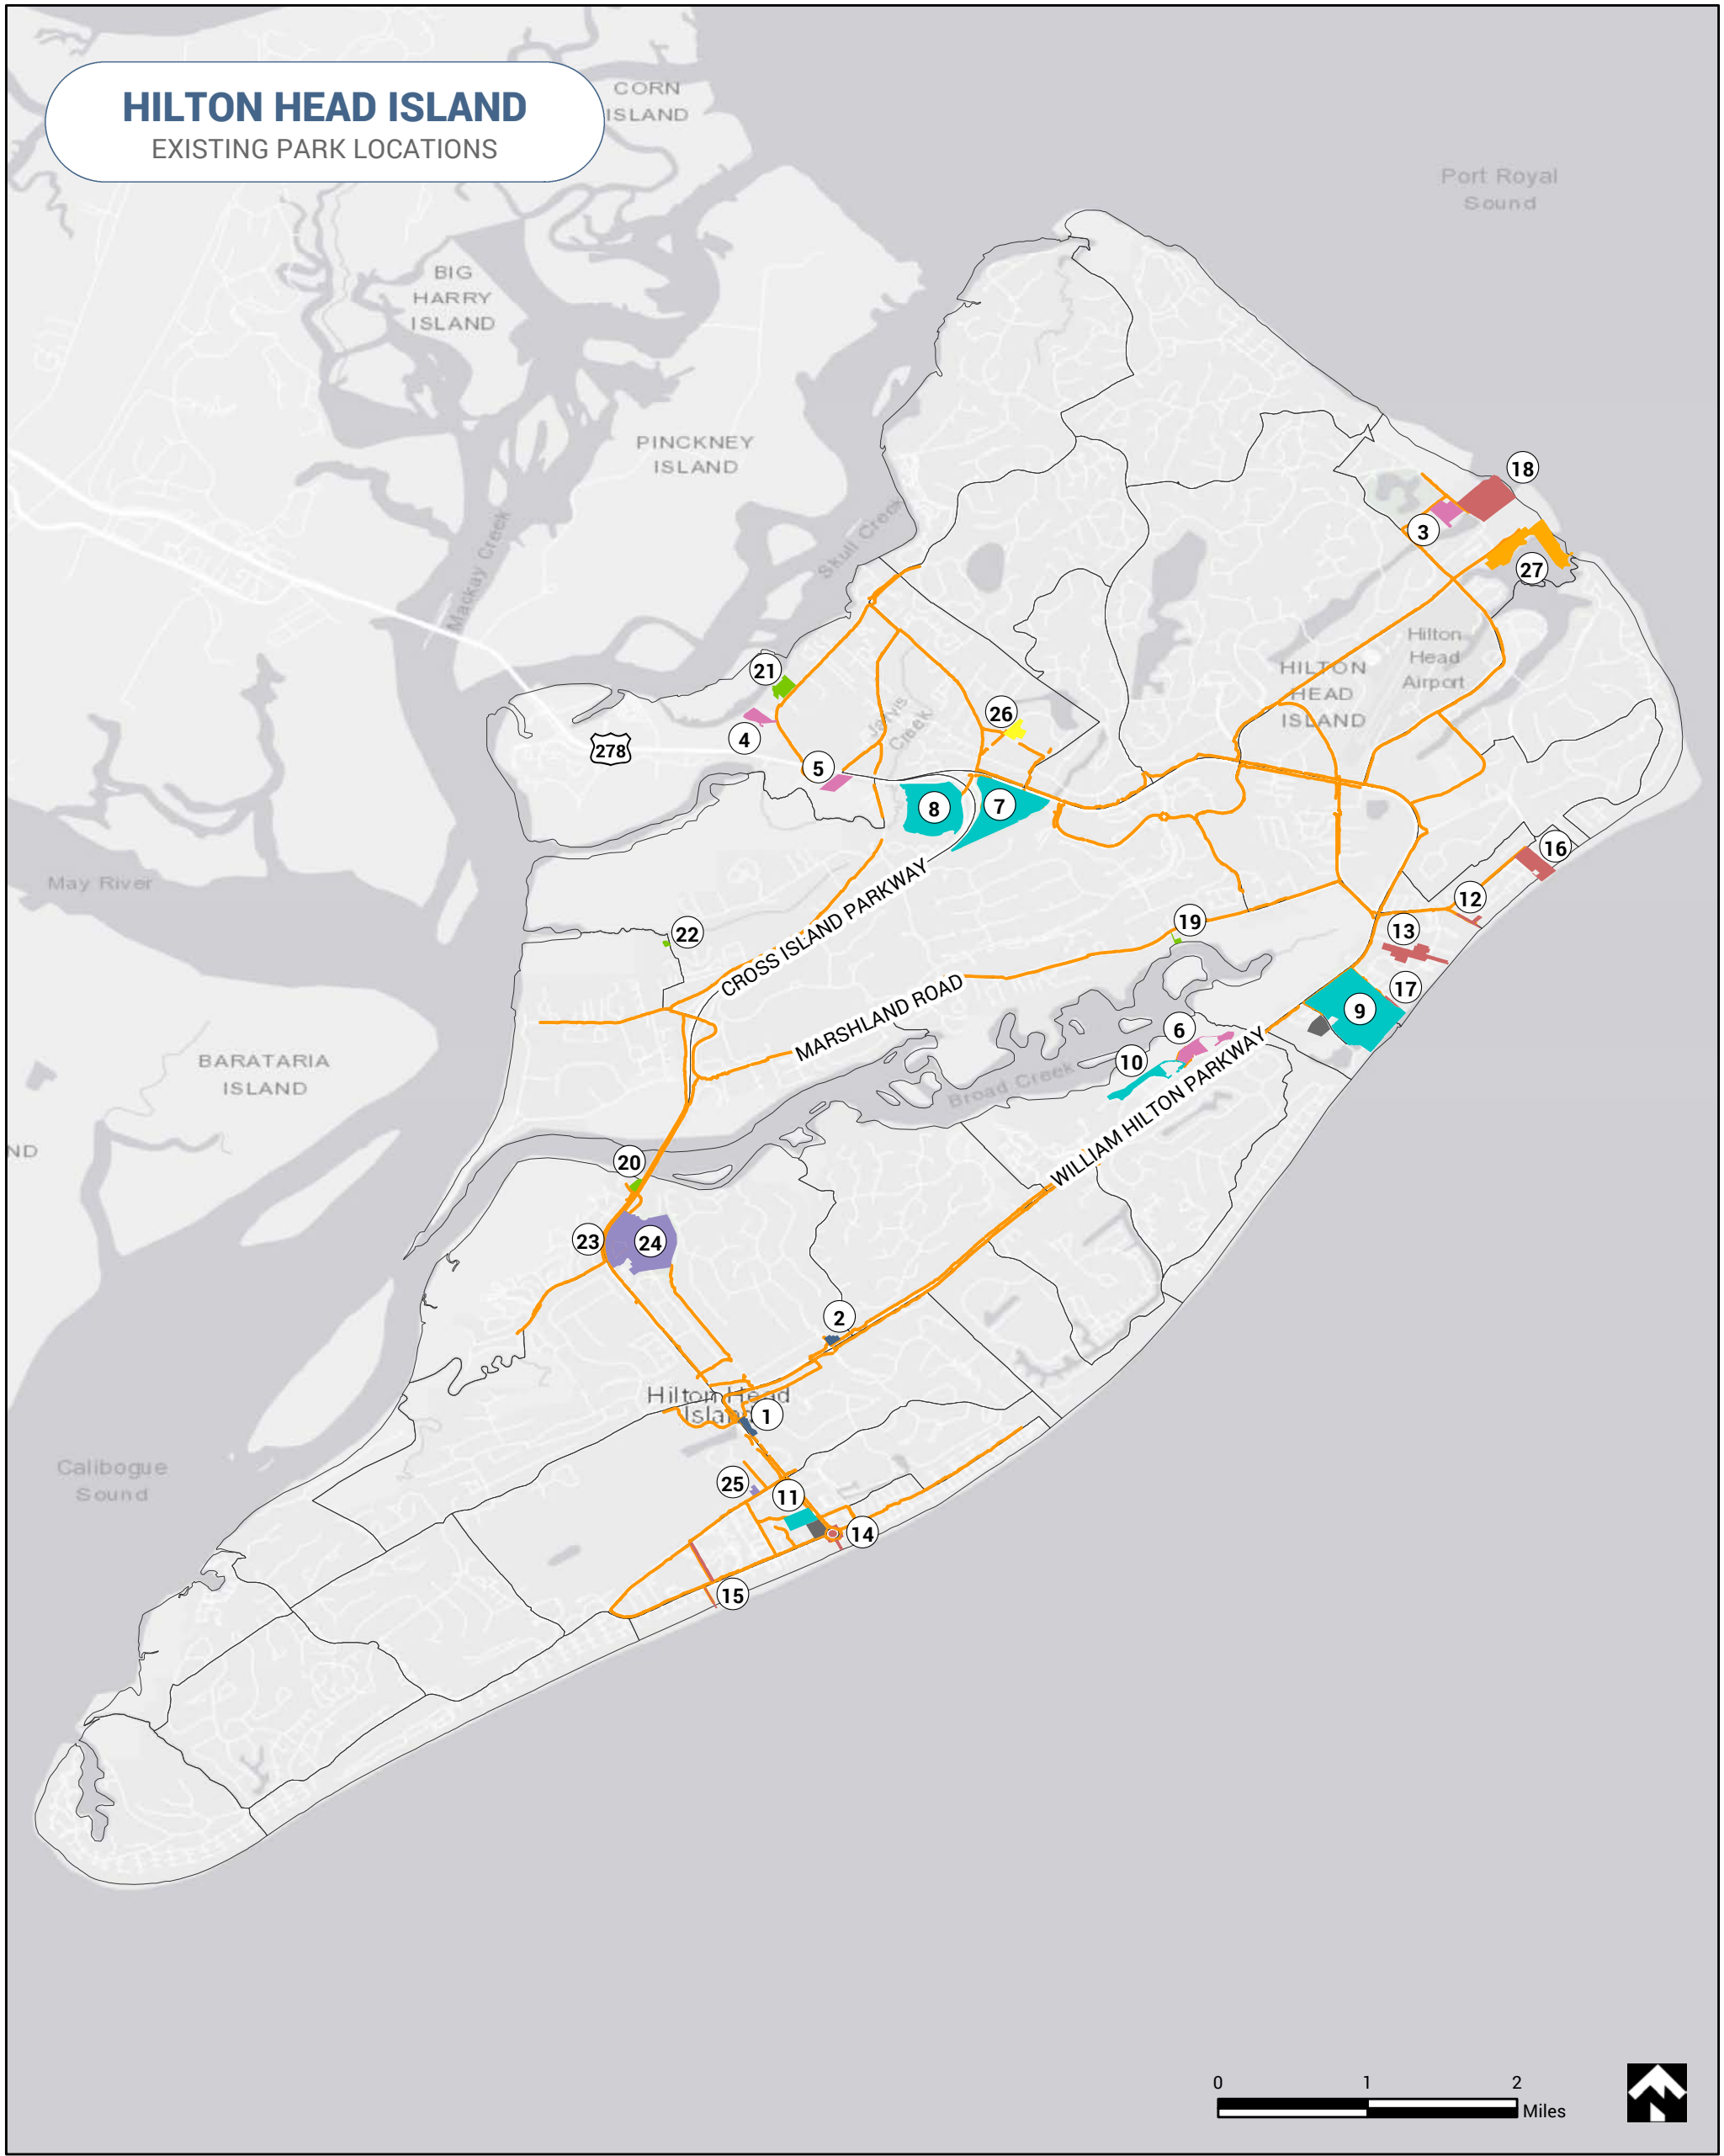 HILTON HEAD ISLAND
EXISTING PARK LOCATIONS
CORN
ISLAND
Port Royal
Sound
BIG
HARRY
ISLAND
PINCKNEY
ISLAND
18
3
27
Mackay Creek
Skull Creek
Hilton
Head
Airport
HILTON
HEAD
ISLAND
21
4
26
Jarvis
Creek
278
5
8
7
16
May River
12
CROSS ISLAND PARKWAY
22
19
13
MARSHLAND ROAD
17
9
6
10
BARATARIA
ISLAND
Broad Creek
WILLIAM HILTON PARKWAY
ND
20
23
24
2
Hilton Head
Island
1
Calibogue
Sound
25
11
14
15
0 1 2
Miles